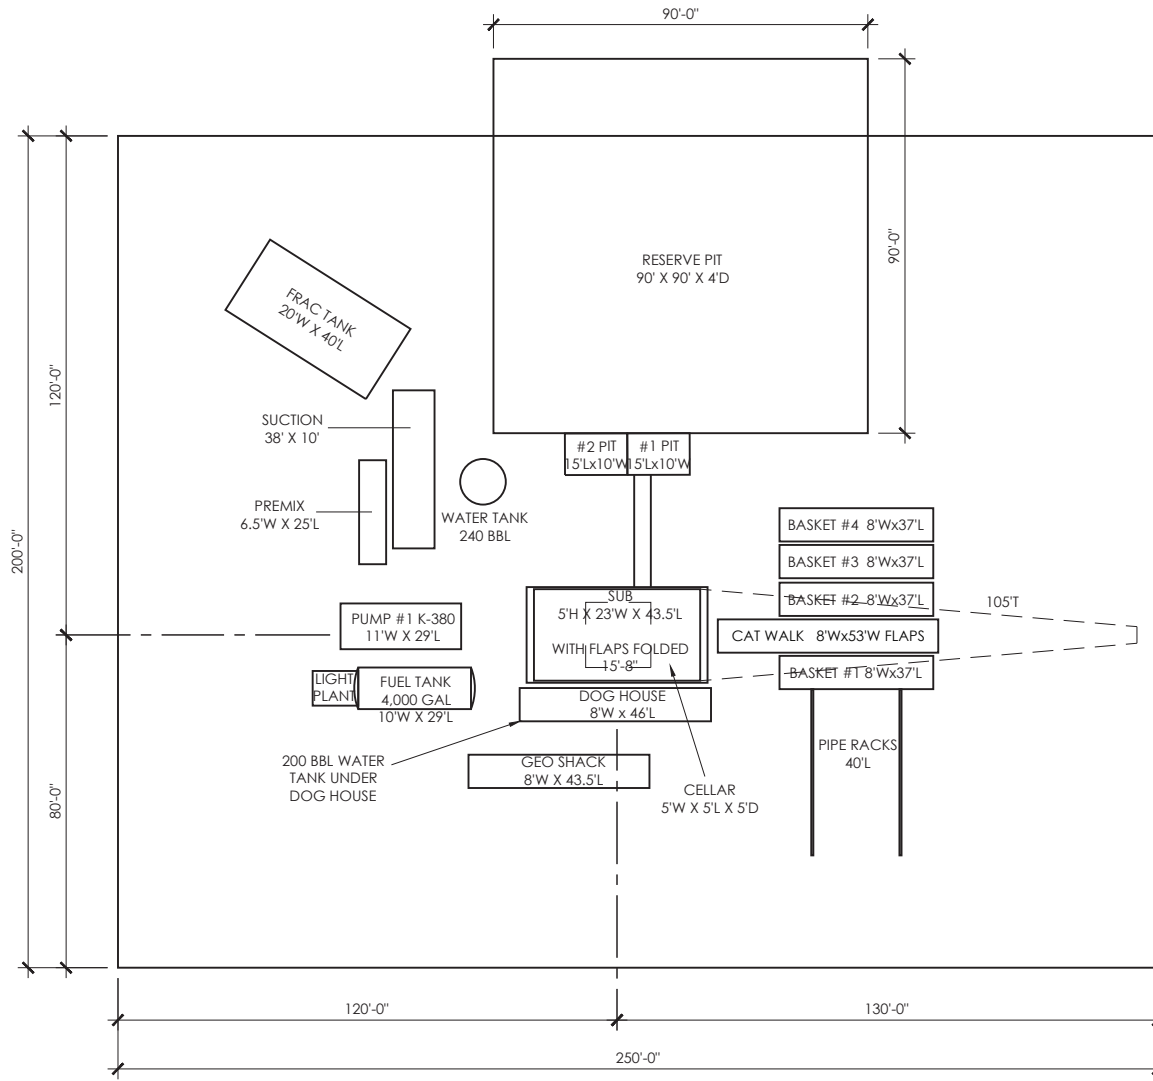 90'-0"
90'-0"
RESERVE PIT
90' X 90' X 4'D
FRAC TANK
20'W X 40'L
120'-0"
200'-0"
SUCTION
38' X 10'
#2 PIT
15'Lx10'W
#1 PIT
15'Lx10'W
PREMIX
6.5'W X 25'L
WATER TANK
240 BBL
BASKET #4 8'Wx37'L
BASKET #3 8'Wx37'L
BASKET #2 8'Wx37'L
105'T
SUB
5'H X 23'W X 43.5'L
WITH FLAPS FOLDED
15'-8"
PUMP #1 K-380
11'W X 29'L
CAT WALK 8'Wx53'W FLAPS
BASKET #1 8'Wx37'L
LIGHT
PLANT
FUEL TANK
4,000 GAL
10'W X 29'L
DOG HOUSE
8'W x 46'L
PIPE RACKS
40'L
200 BBL WATER
TANK UNDER
DOG HOUSE
GEO SHACK
8'W X 43.5'L
CELLAR
5'W X 5'L X 5'D
80'-0"
120'-0"
130'-0"
250'-0"